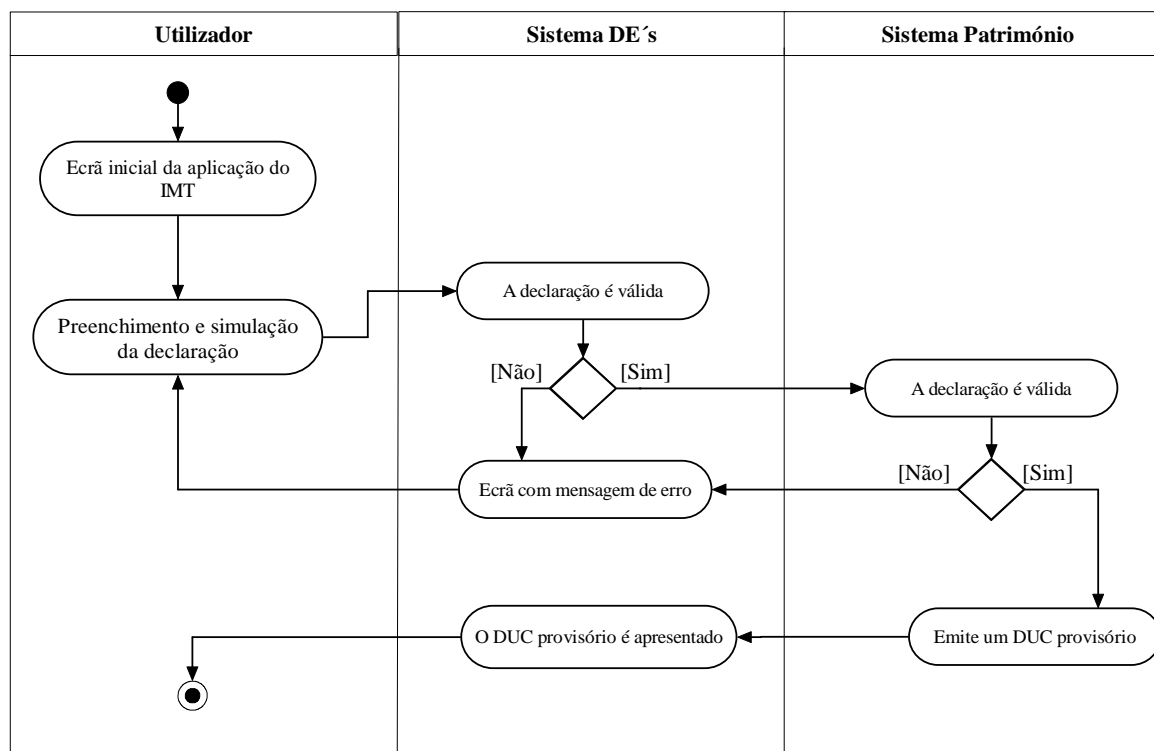 Utilizador
Sistema DE´s
Sistema Património
Ecrã inicial da aplicação do
IMT
A declaração é válida
Preenchimento e simulação
da declaração
[Não]
[Sim]
A declaração é válida
[Não]
[Sim]
Ecrã com mensagem de erro
O DUC provisório é apresentado
Emite um DUC provisório